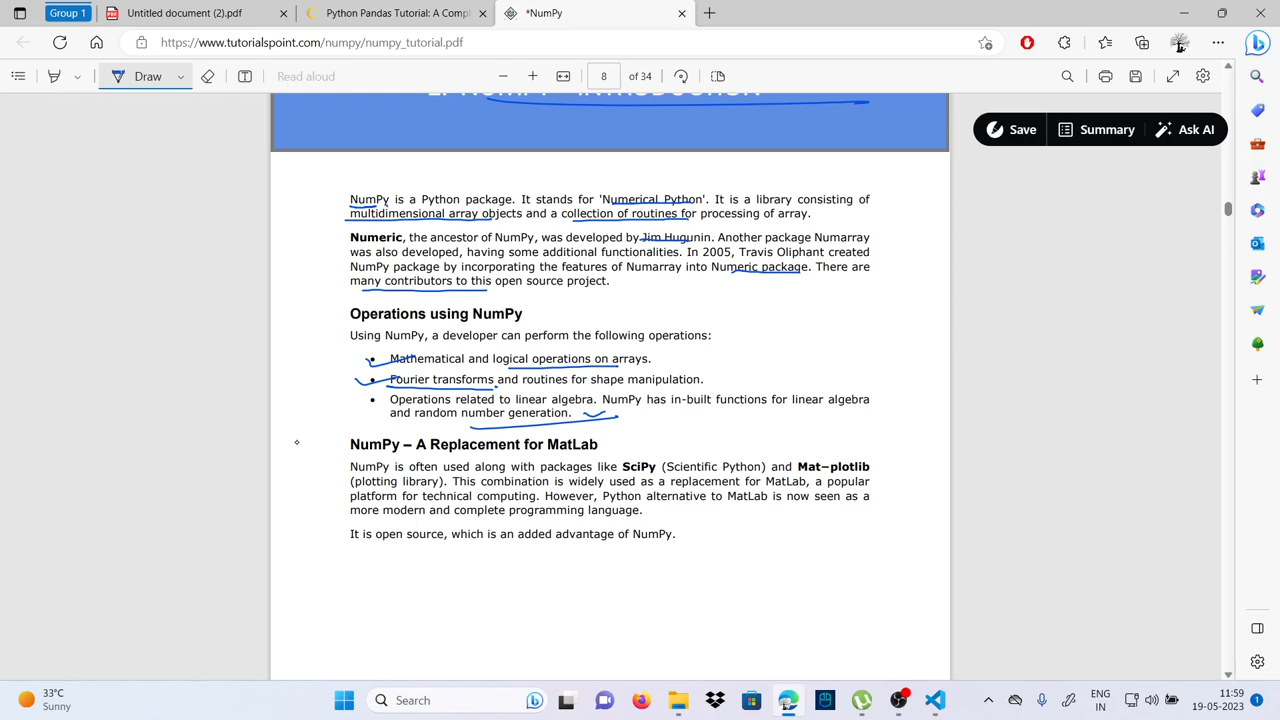 Group 1
Untitled document (2).pdf
Python Pandas Tutorial: A Compl
*NumPy
https://www.tutorialspoint.com/numpy/numpy_tutorial.pdf
Draw
Read aloud
8 of 34
Save
Summary
Ask AI
NumPy is a Python package. It stands for 'Numerical Python'. It is a library consisting of
multidimensional array objects and a collection of routines for processing of array.
Numeric, the ancestor of NumPy, was developed by Jim Hugunin. Another package Numarray
was also developed, having some additional functionalities. In 2005, Travis Oliphant created
NumPy package by incorporating the features of Numarray into Numeric package. There are
many contributors to this open source project.
Operations using NumPy
Using NumPy, a developer can perform the following operations:
• Mathematical and logical operations on arrays.
• Fourier transforms and routines for shape manipulation.
• Operations related to linear algebra. NumPy has in-built functions for linear algebra
and random number generation.
NumPy – A Replacement for MatLab
NumPy is often used along with packages like SciPy (Scientific Python) and Mat−plotlib
(plotting library). This combination is widely used as a replacement for MatLab, a popular
platform for technical computing. However, Python alternative to MatLab is now seen as a
more modern and complete programming language.
It is open source, which is an added advantage of NumPy.
33°C
Sunny
Search
ENG
IN
11:59
19-05-2023
1